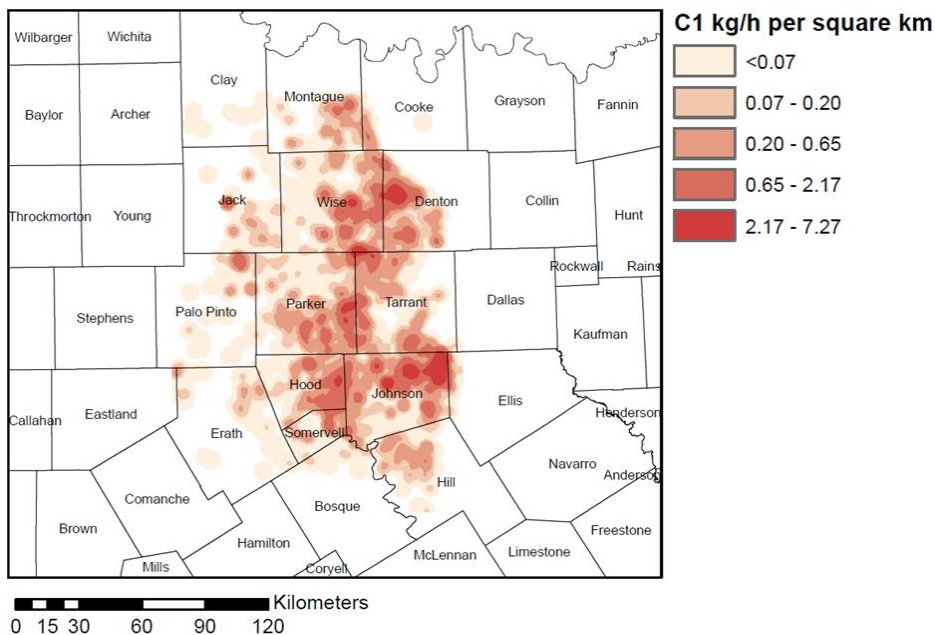 C1 kg/h per square km
<0.07
0.07 - 0.20
0.20 - 0.65
0.65 - 2.17
2.17 - 7.27
Wilbarger
Wichita
Clay
Montague
Cooke
Grayson
Fannin
Baylor
Archer
Throckmorton
Young
Jack
Wise
Denton
Collin
Hunt
Rockwall
Rains
Stephens
Palo Pinto
Parker
Tarrant
Dallas
Kaufman
Callahan
Eastland
Erath
Hood
Johnson
Ellis
Henderson
Somervell
Navarro
Anderson
Comanche
Hill
Bosque
Brown
Hamilton
Freestone
Mills
Coryell
McLennan
Limestone
Kilometers
0 15 30 60 90 120